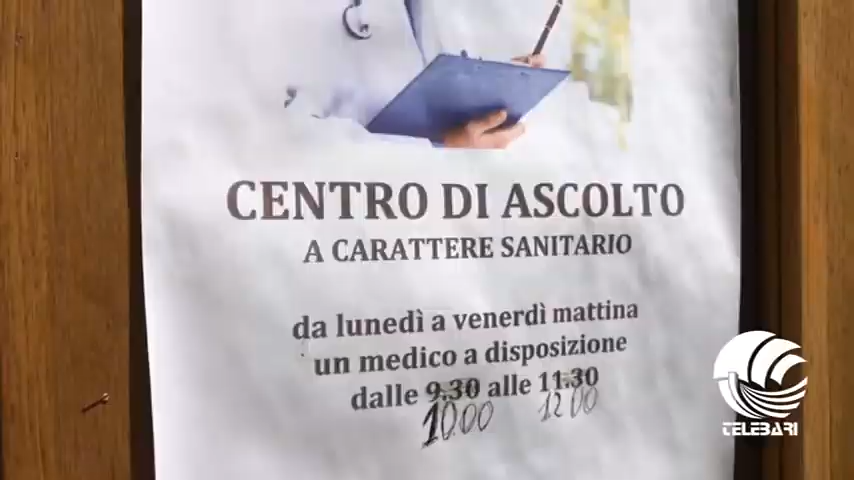 CENTRO DI ASCOLTO
A CARATTERE SANITARIO
da lunedì a venerdì mattina
un medico a disposizione
dalle 9.30 alle 11.30
10.00 12 00
TELEBARI